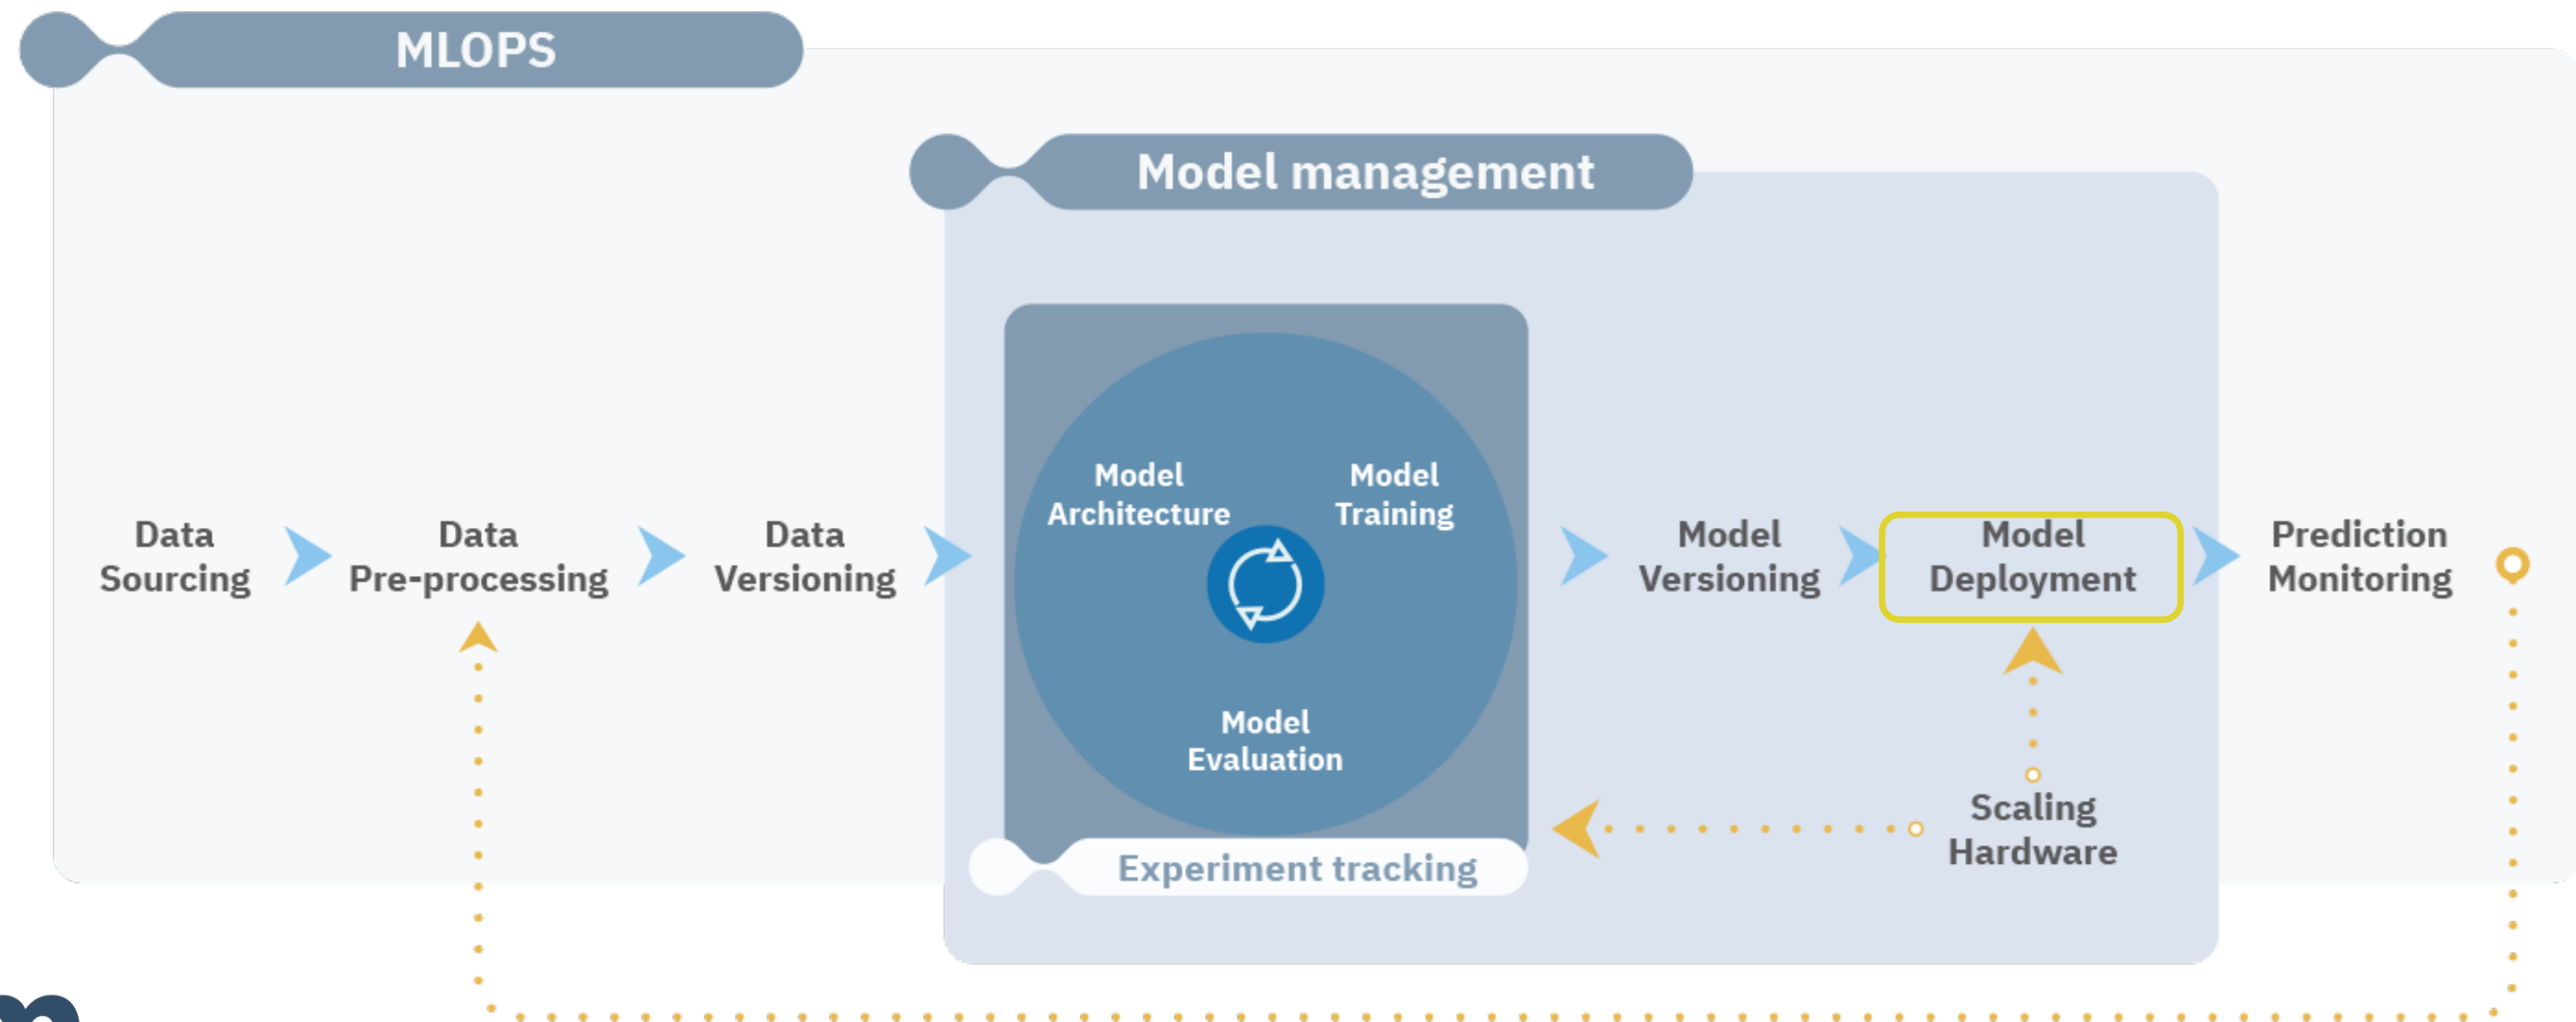 MLOPS
Model management
Data
Sourcing
Data
Pre-processing
Data
Versioning
Model
Architecture
Model
Training
Model
Evaluation
Experiment tracking
Model
Versioning
Model
Deployment
Scaling
Hardware
Prediction
Monitoring